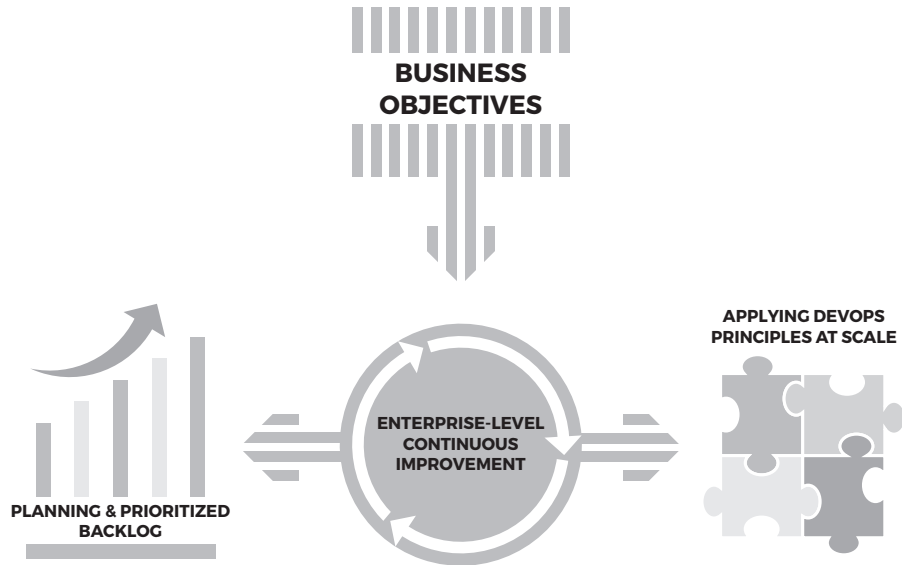 BUSINESS
OBJECTIVES
APPLYING DEVOPS
PRINCIPLES AT SCALE
ENTERPRISE-LEVEL
CONTINUOUS
IMPROVEMENT
PLANNING & PRIORITIZED
BACKLOG